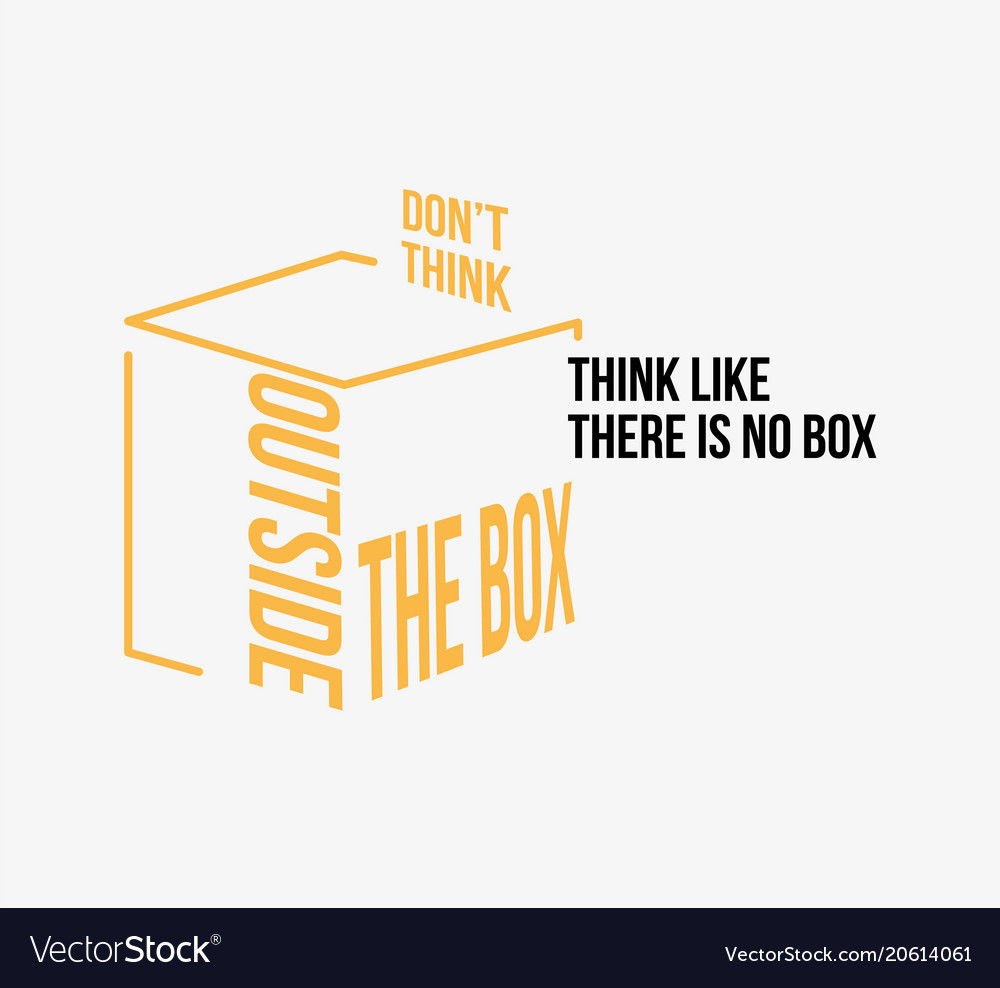 DON'T
THINK
OUTSIDE
THE BOX
THINK LIKE
THERE IS NO BOX
VectorStock®
VectorStock.com/20614061